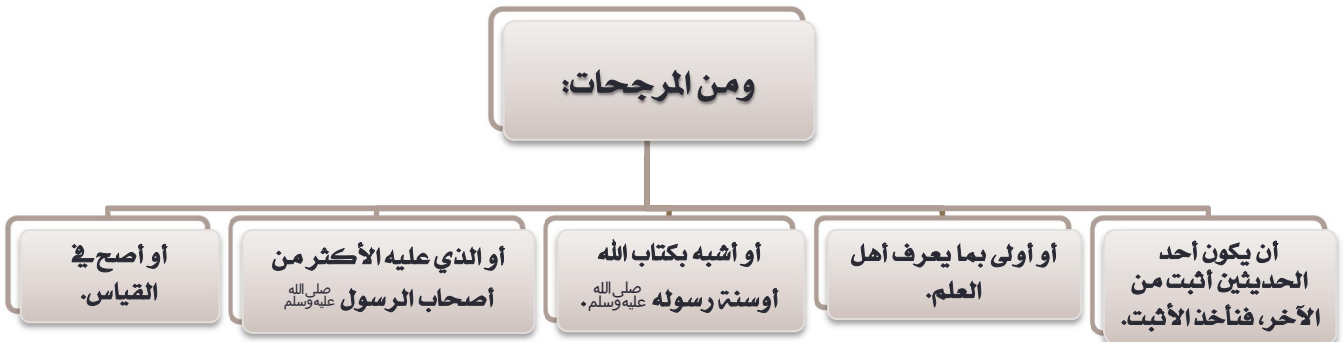 ومن المرجحات:
أن يكون أحد
الحديثين أثبت من
الآخر، فنأخذ الأثبت.
أو أولى بما يعرف أهل
العلم.
أو أشبه بكتاب الله
أوسنة رسوله صلى الله عليه وسلم.
أو الذي عليه الأكثر من
أصحاب الرسول صلى الله عليه وسلم
أو أصح في
القياس.